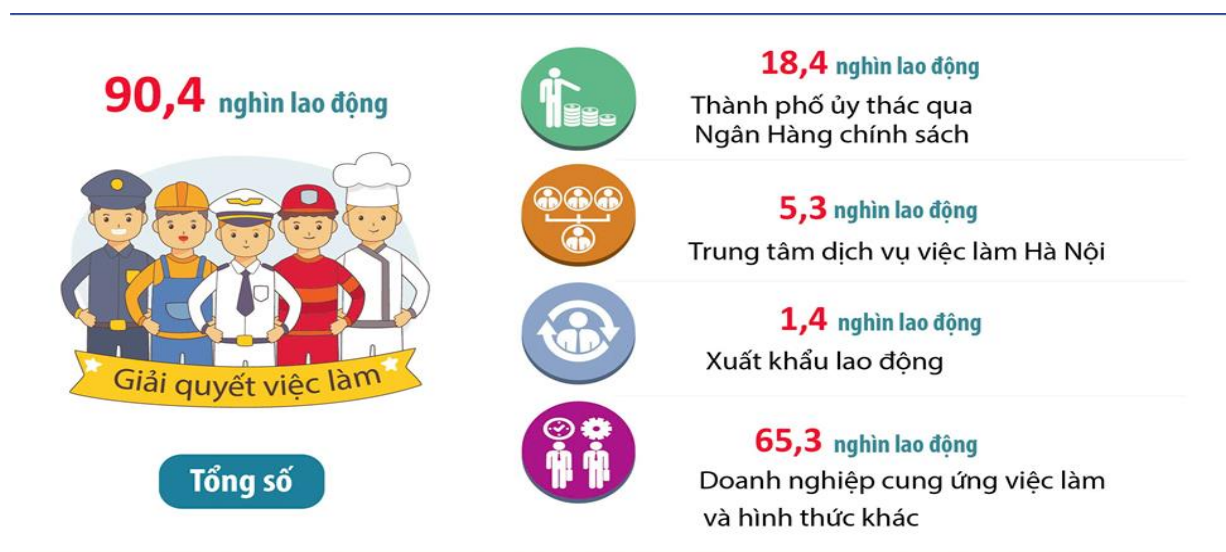 90,4 nghìn lao động
Giải quyết việc làm
Tổng số
18,4 nghìn lao động
Thành phố ủy thác qua
Ngân Hàng chính sách
5,3 nghìn lao động
Trung tâm dịch vụ việc làm Hà Nội
1,4 nghìn lao động
Xuất khẩu lao động
65,3 nghìn lao động
Doanh nghiệp cung ứng việc làm
và hình thức khác